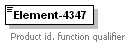 Element-4347
Product id. function qualifier